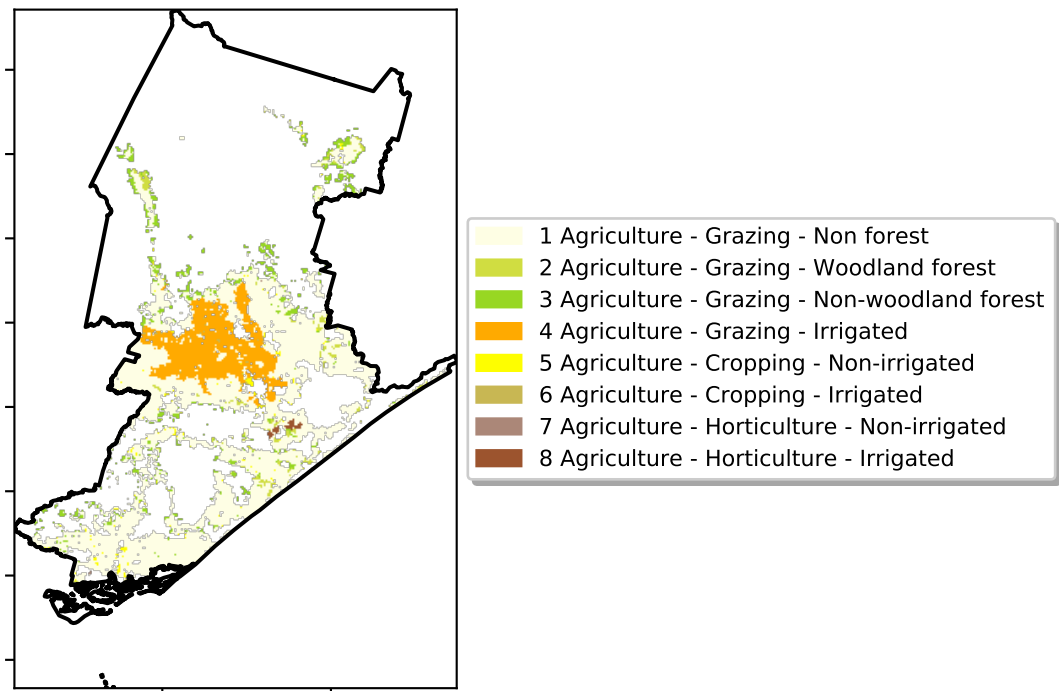 1 Agriculture - Grazing - Non forest
2 Agriculture - Grazing - Woodland forest
3 Agriculture - Grazing - Non-woodland forest
4 Agriculture - Grazing - Irrigated
5 Agriculture - Cropping - Non-irrigated
6 Agriculture - Cropping - Irrigated
7 Agriculture - Horticulture - Non-irrigated
8 Agriculture - Horticulture - Irrigated